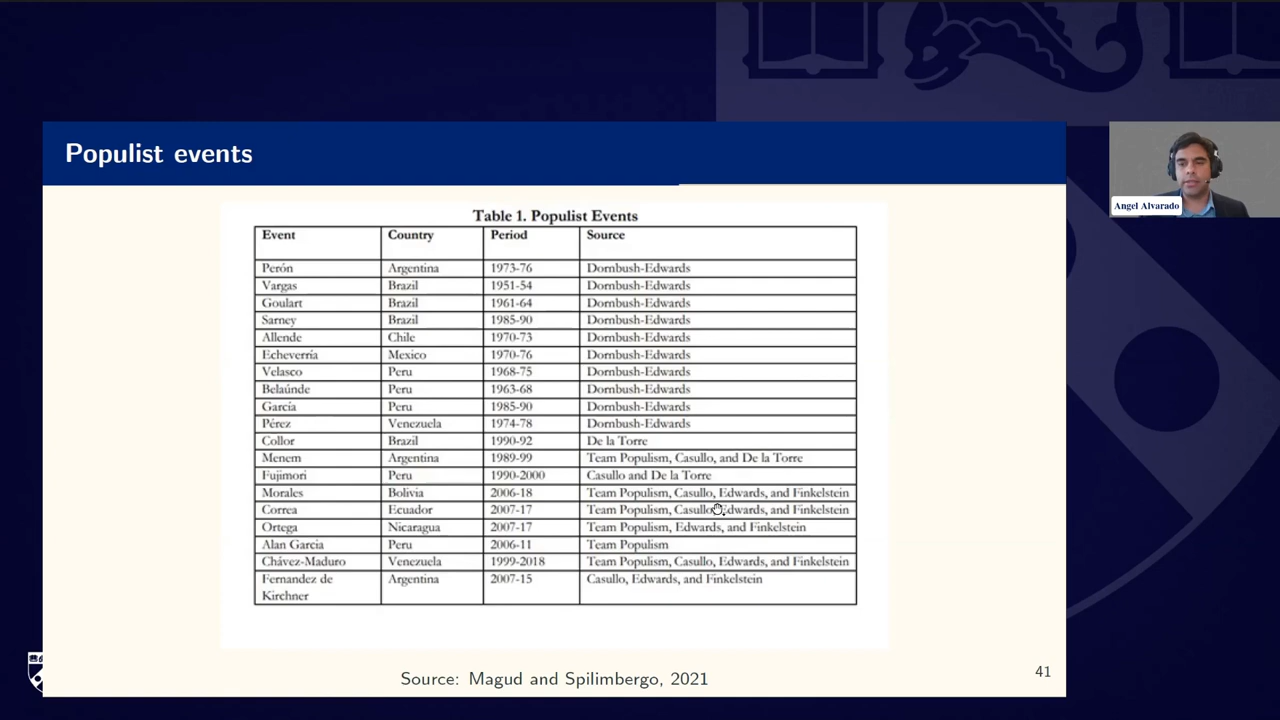 Populist events
Angel Alvarado
Table 1. Populist Events
Event Country Period Source
Perón Argentina 1973-76 Dornbush-Edwards
Vargas Brazil 1951-54 Dornbush-Edwards
Goulart Brazil 1961-64 Dornbush-Edwards
Sarney Brazil 1985-90 Dornbush-Edwards
Allende Chile 1970-73 Dornbush-Edwards
Echeverría Mexico 1970-76 Dornbush-Edwards
Velasco Peru 1968-75 Dornbush-Edwards
Belaúnde Peru 1963-68 Dornbush-Edwards
García Peru 1985-90 Dornbush-Edwards
Pérez Venezuela 1974-78 Dornbush-Edwards
Collor Brazil 1990-92 De la Torre
Menem Argentina 1989-99 Team Populism, Casullo, and De la Torre
Fujimori Peru 1990-2000 Casullo and De la Torre
Morales Bolivia 2006-18 Team Populism, Casullo, Edwards, and Finkelstein
Correa Ecuador 2007-17 Team Populism, Casullo, Edwards, and Finkelstein
Ortega Nicaragua 2007-17 Team Populism, Edwards, and Finkelstein
Alan Garcia Peru 2006-11 Team Populism
Chávez-Maduro Venezuela 1999-2018 Team Populism, Casullo, Edwards, and Finkelstein
Fernandez de Argentina 2007-15 Casullo, Edwards, and Finkelstein
Kirchner
Source: Magud and Spilimbergo, 2021
41